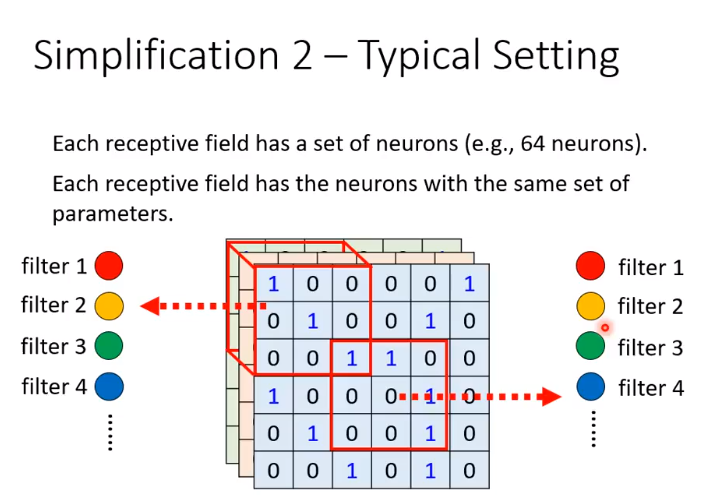 Simplification 2 – Typical Setting
Each receptive field has a set of neurons (e.g., 64 neurons).
Each receptive field has the neurons with the same set of
parameters.
filter 1
filter 2
filter 3
filter 4
1 0 0 0 0 1
0 1 0 0 1 0
0 0 1 1 0 0
1 0 0 0 1 0
0 1 0 0 1 0
0 0 1 0 1 0
filter 1
filter 2
filter 3
filter 4